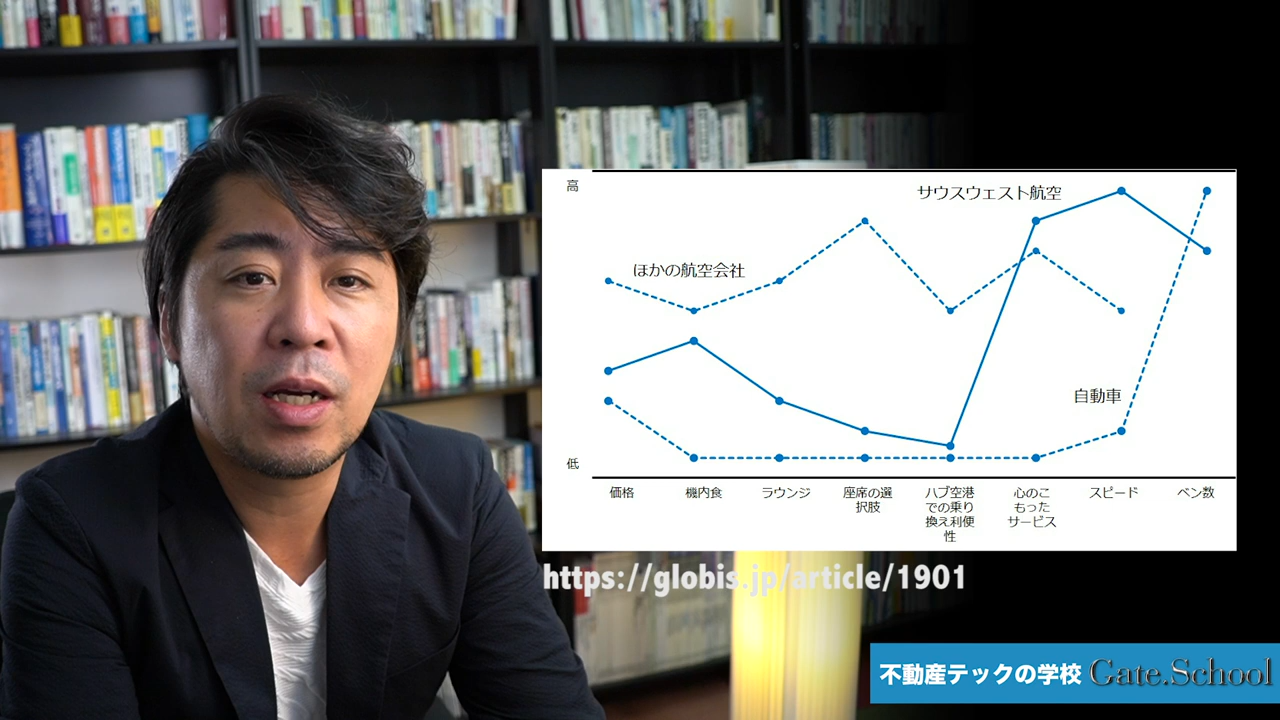 高
サウスウェスト航空
ほかの航空会社
自動車
低
価格
機内食
ラウンジ
座席の選
択肢
ハブ空港
での乗り
換え利便
性
心のこ
もった
サービス
スピード
ベン数
https://globis.jp/article/1901
不動産テックの学校 Gate.School